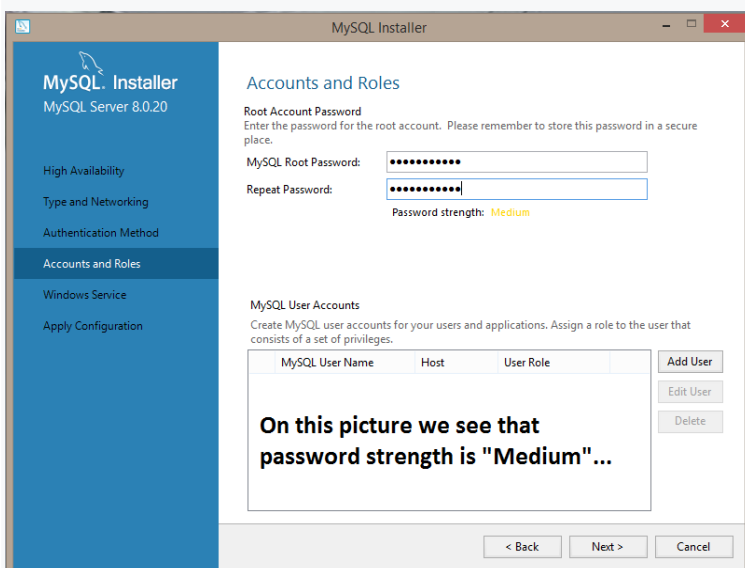 MySQL Installer
MySQL. Installer
MySQL Server 8.0.20
High Availability
Type and Networking
Authentication Method
Accounts and Roles
Windows Service
Apply Configuration
Accounts and Roles
Root Account Password
Enter the password for the root account. Please remember to store this password in a secure
place.
MySQL Root Password: •••••••••••
Repeat Password: •••••••••••
Password strength: Medium
MySQL User Accounts
Create MySQL user accounts for your users and applications. Assign a role to the user that
consists of a set of privileges.
MySQL User Name Host User Role
Add User
Edit User
Delete
On this picture we see that
password strength is "Medium"...
< Back Next > Cancel